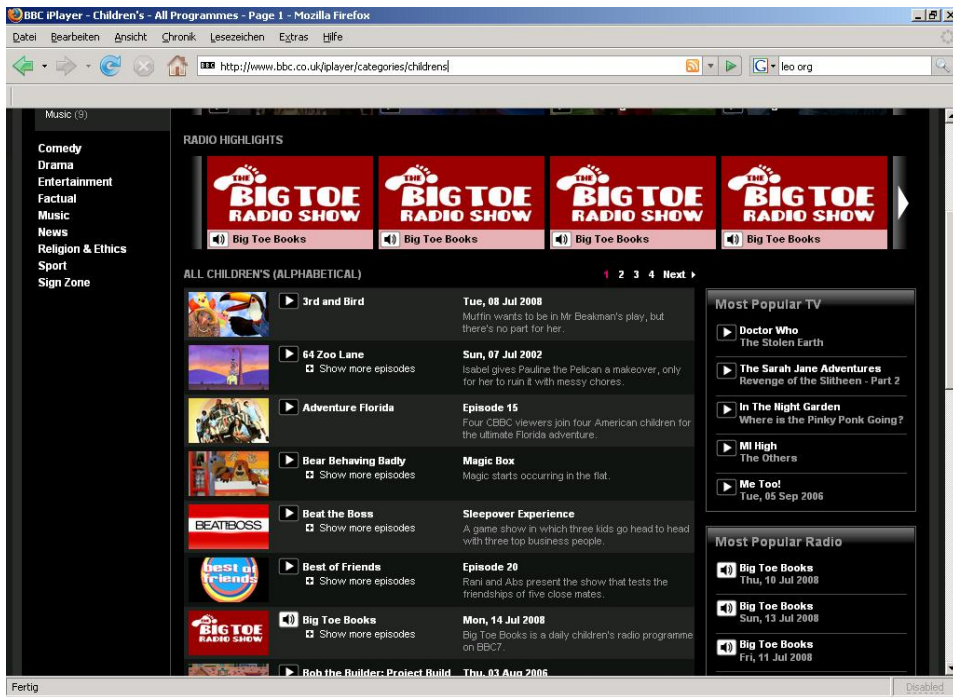 BBC iPlayer - Children's - All Programmes - Page 1 - Mozilla Firefox
Datei Bearbeiten Ansicht Chronik Lesezeichen Extras Hilfe
BBC http://www.bbc.co.uk/iplayer/categories/childrens G leo org
Music (9)
Comedy
Drama
Entertainment
Factual
Music
News
Religion & Ethics
Sport
Sign Zone
RADIO HIGHLIGHTS
THE BIG TOE RADIO SHOW
Big Toe Books
THE BIG TOE RADIO SHOW
Big Toe Books
THE BIG TOE RADIO SHOW
Big Toe Books
THE BIG TOE RADIO SHOW
Big Toe Books
ALL CHILDREN'S (ALPHABETICAL) 1 2 3 4 Next
3rd and Bird Tue, 08 Jul 2008
Muffin wants to be in Mr Beakman's play, but
there's no part for her.
64 Zoo Lane Sun, 07 Jul 2002
Show more episodes Isabel gives Pauline the Pelican a makeover, only
for her to ruin it with messy chores.
Adventure Florida Episode 15
Four CBBC viewers join four American children for
the ultimate Florida adventure.
Bear Behaving Badly Magic Box
Show more episodes Magic starts occurring in the flat.
BEAT THE BOSS
Beat the Boss Sleepover Experience
Show more episodes A game show in which three kids go head to head
with three top business people.
best of friends
Best of Friends Episode 20
Show more episodes Rani and Abs present the show that tests the
friendships of five close mates.
THE BIG TOE RADIO SHOW
Big Toe Books Mon, 14 Jul 2008
Show more episodes Big Toe Books is a daily children's radio programme
on BBC7.
Bob the Builder: Project Build Thu, 03 Aug 2006
Most Popular TV
Doctor Who
The Stolen Earth
The Sarah Jane Adventures
Revenge of the Slitheen - Part 2
In The Night Garden
Where is the Pinky Ponk Going?
MI High
The Others
Me Too!
Tue, 05 Sep 2006
Most Popular Radio
Big Toe Books
Thu, 10 Jul 2008
Big Toe Books
Sun, 13 Jul 2008
Big Toe Books
Fri, 11 Jul 2008
Fertig Disabled